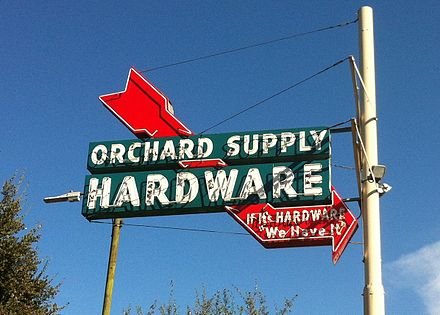 ORCHARD SUPPLY
HARDWARE
If It's HARDWARE
"We Have It"